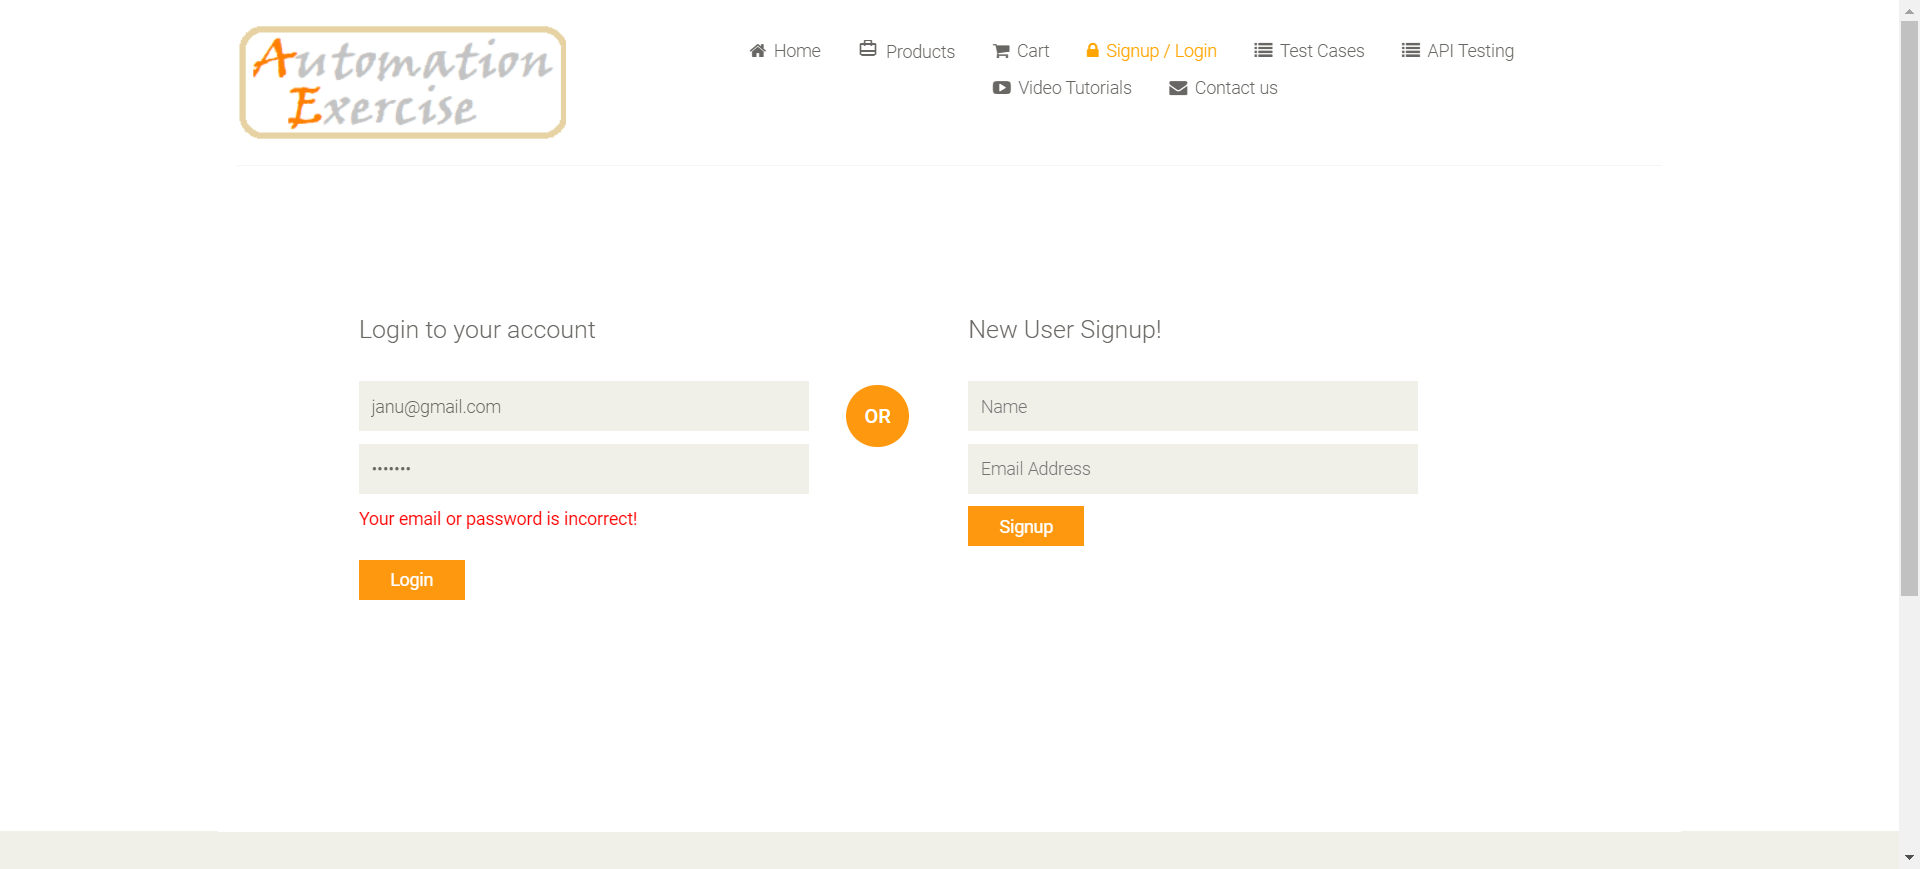 Automation
Exercise
Home
Products
Cart
Signup / Login
Test Cases
API Testing
Video Tutorials
Contact us
Login to your account
janu@gmail.com
•••••••
Your email or password is incorrect!
Login
OR
New User Signup!
Name
Email Address
Signup